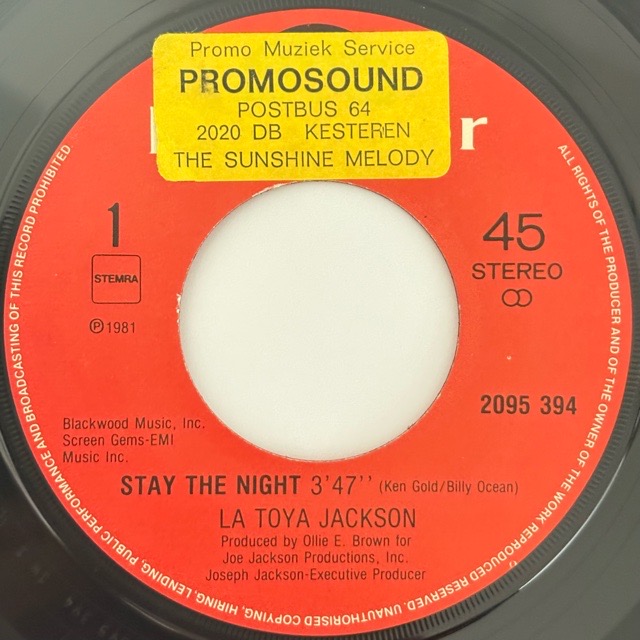 Promo Muziek Service
PROMOSOUND
POSTBUS 64
2020 DB KESTEREN
THE SUNSHINE MELODY
1
STEMRA
℗ 1981
45
STEREO
2095 394
Blackwood Music, Inc.
Screen Gems-EMI
Music Inc.
STAY THE NIGHT 3'47'' (Ken Gold/Billy Ocean)
LA TOYA JACKSON
Produced by Ollie E. Brown for
Joe Jackson Productions, Inc.
Joseph Jackson-Executive Producer
ALL RIGHTS OF THE PRODUCER AND OF THE OWNER OF THE WORK REPRODUCED RESERVED. UNAUTHORISED COPYING, HIRING, LENDING, PUBLIC PERFORMANCE AND BROADCASTING OF THIS RECORD PROHIBITED